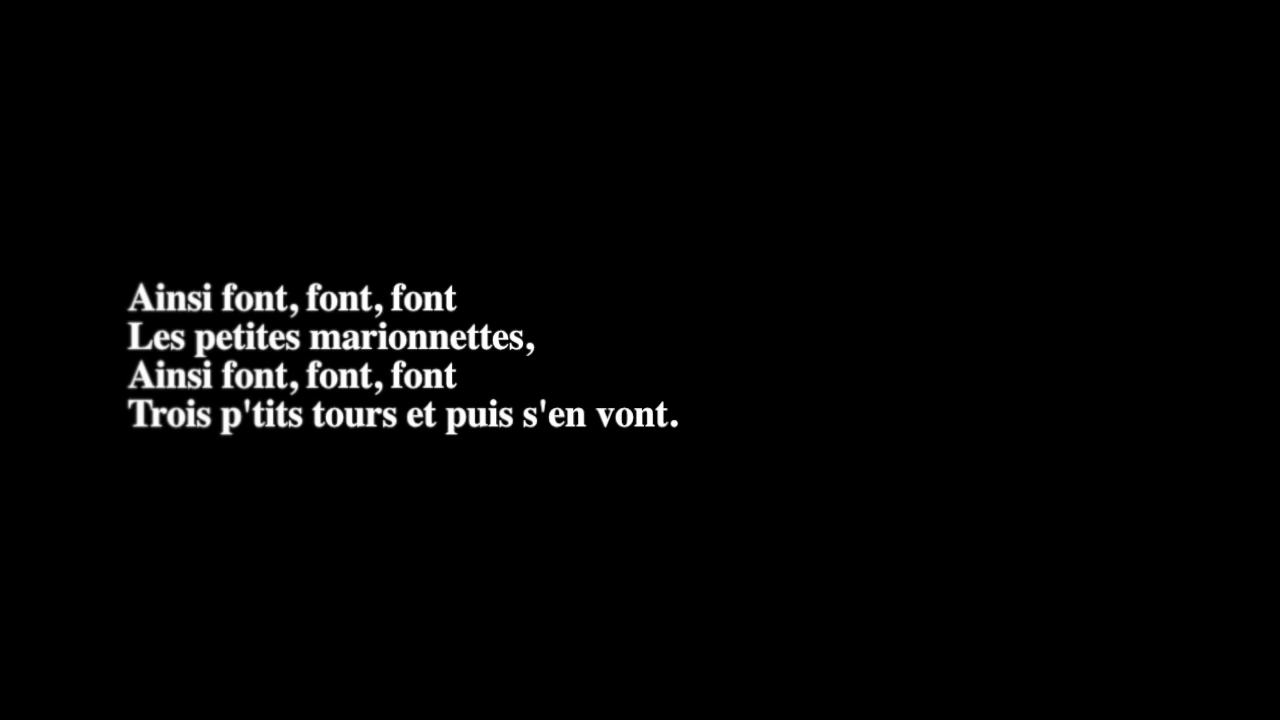 Ainsi font, font, font
Les petites marionnettes,
Ainsi font, font, font
Trois p'tits tours et puis s'en vont.